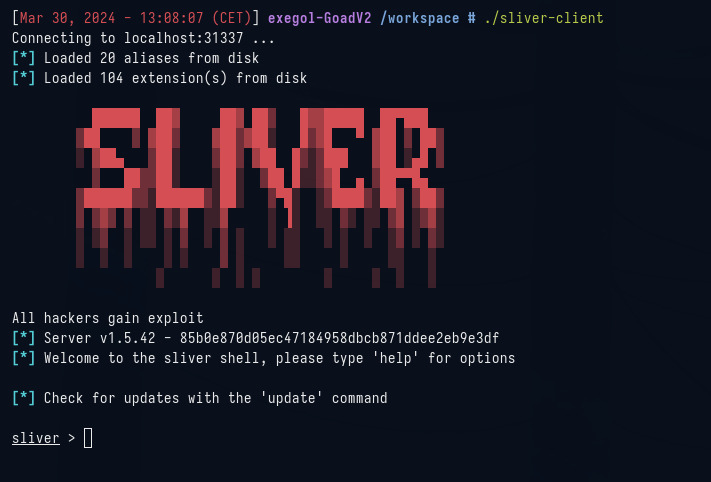 [Mar 30, 2024 - 13:08:07 (CET)] exegol-GoadV2 /workspace # ./sliver-client
Connecting to localhost:31337 ...
[*] Loaded 20 aliases from disk
[*] Loaded 104 extension(s) from disk
SLIVER
All hackers gain exploit
[*] Server v1.5.42 - 85b0e870d05ec47184958dbcb871ddee2eb9e3df
[*] Welcome to the sliver shell, please type 'help' for options
[*] Check for updates with the 'update' command
sliver >